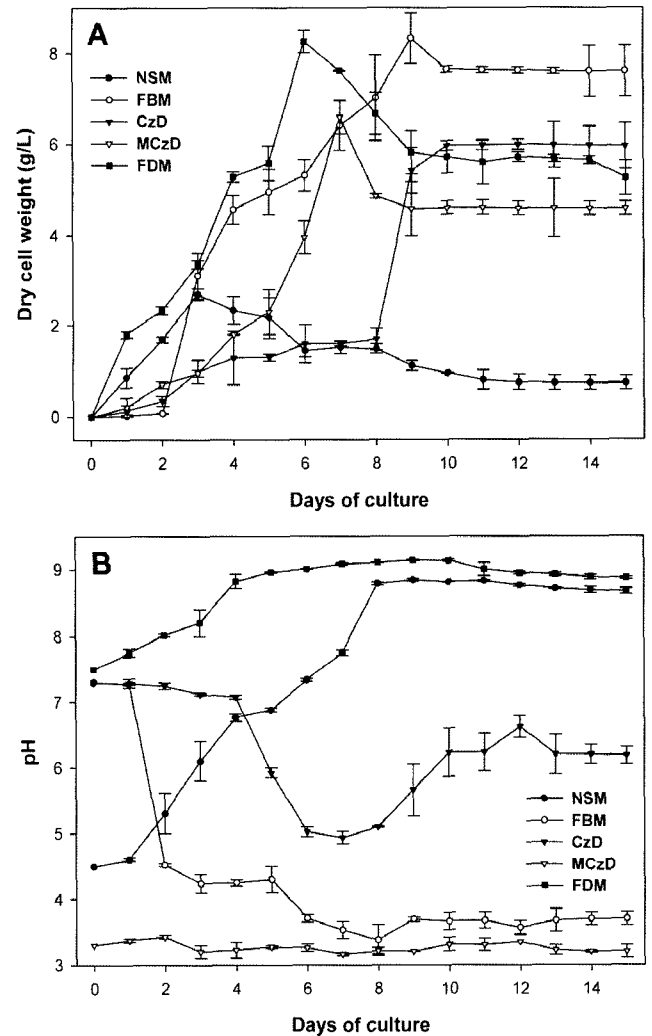 A
8
6
4
2
0
Dry cell weight (g/L)
NSM
FBM
CzD
MCzD
FDM
0 2 4 6 8 10 12 14
Days of culture
B
9
8
7
6
5
4
3
pH
NSM
FBM
CzD
MCzD
FDM
0 2 4 6 8 10 12 14
Days of culture